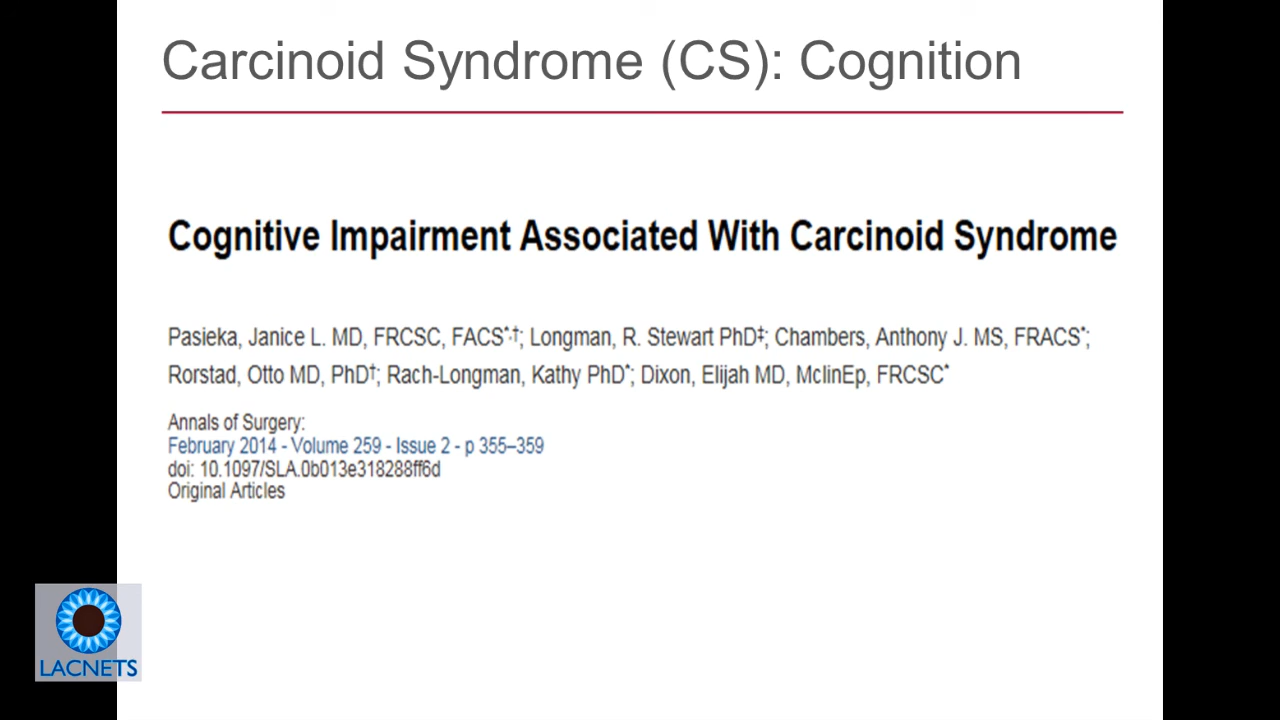 Carcinoid Syndrome (CS): Cognition
Cognitive Impairment Associated With Carcinoid Syndrome
Pasieka, Janice L. MD, FRCSC, FACS*,†; Longman, R. Stewart PhD‡; Chambers, Anthony J. MS, FRACS*;
Rorstad, Otto MD, PhD†; Rach-Longman, Kathy PhD*; Dixon, Elijah MD, MclinEp, FRCSC*
Annals of Surgery:
February 2014 - Volume 259 - Issue 2 - p 355–359
doi: 10.1097/SLA.0b013e318288ff6d
Original Articles
LACNETS